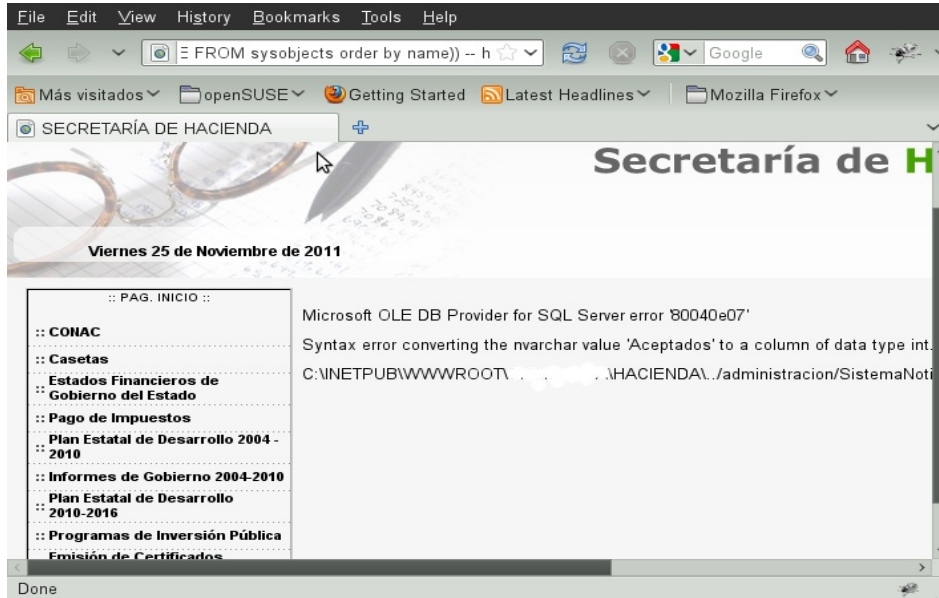 File Edit View History Bookmarks Tools Help
E FROM sysobjects order by name)) -- h
Google
Más visitados openSUSE Getting Started Latest Headlines Mozilla Firefox
SECRETARÍA DE HACIENDA
Secretaría de H
Viernes 25 de Noviembre de 2011
:: PAG. INICIO ::
:: CONAC
:: Casetas
:: Estados Financieros de
Gobierno del Estado
:: Pago de Impuestos
:: Plan Estatal de Desarrollo 2004 -
2010
:: Informes de Gobierno 2004-2010
:: Plan Estatal de Desarrollo
2010-2016
:: Programas de Inversión Pública
Emisión de Certificados
Microsoft OLE DB Provider for SQL Server error '80040e07'
Syntax error converting the nvarchar value 'Aceptados' to a column of data type int.
C:\INETPUB\WWWROOT\ .\HACIENDA\../administracion/SistemaNoti
Done